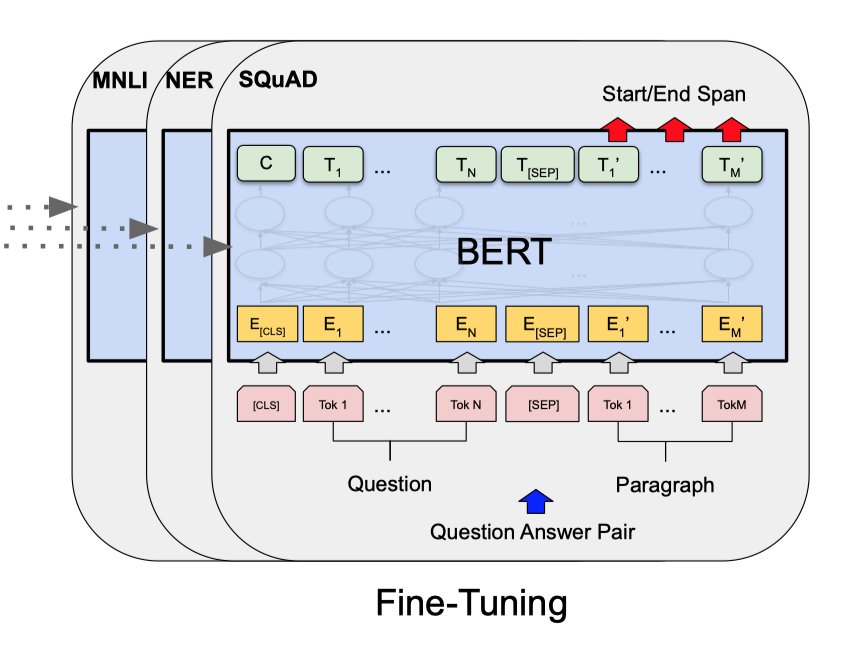 MNLI NER SQuAD
Start/End Span
C T1 ... TN T[SEP] T1’ ... TM’
...
BERT
...
E[CLS] E1 ... EN E[SEP] E1’ ... EM’
[CLS] Tok 1 ... Tok N [SEP] Tok 1 ... TokM
Question Paragraph
Question Answer Pair
Fine-Tuning